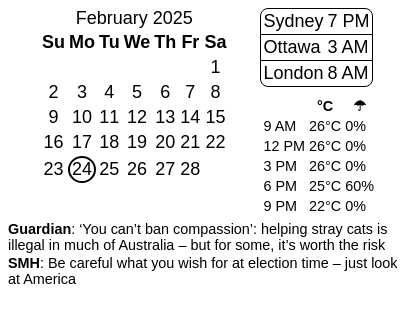 February 2025
Su Mo Tu We Th Fr Sa
1
2 3 4 5 6 7 8
9 10 11 12 13 14 15
16 17 18 19 20 21 22
23 24 25 26 27 28
Sydney 7 PM
Ottawa 3 AM
London 8 AM
°C ☂
9 AM 26°C 0%
12 PM 26°C 0%
3 PM 26°C 0%
6 PM 25°C 60%
9 PM 22°C 0%
Guardian: ‘You can’t ban compassion’: helping stray cats is
illegal in much of Australia – but for some, it’s worth the risk
SMH: Be careful what you wish for at election time – just look
at America